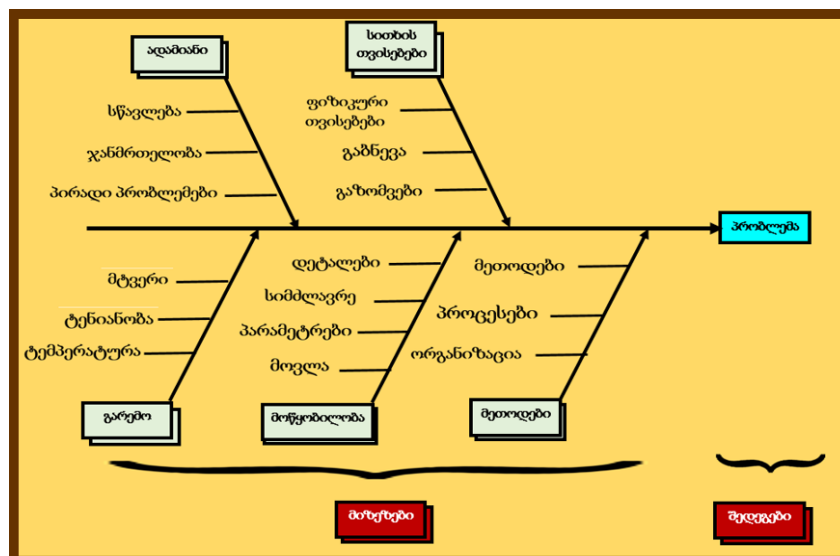 ადამიანი
სითხის
თვისებები
სწავლება
ჯანმრთელობა
პირადი პრობლემები
ფიზიკური
თვისებები
გაბნევა
გაზომვები
პრობლემა
მტვერი
ტენიანობა
ტემპერატურა
დეტალები
სიმძლავრე
პარამეტრები
მოვლა
მეთოდები
პროცესები
ორგანიზაცია
გარემო
მოწყობილობა
მეთოდები
მიზეზები
შედეგები